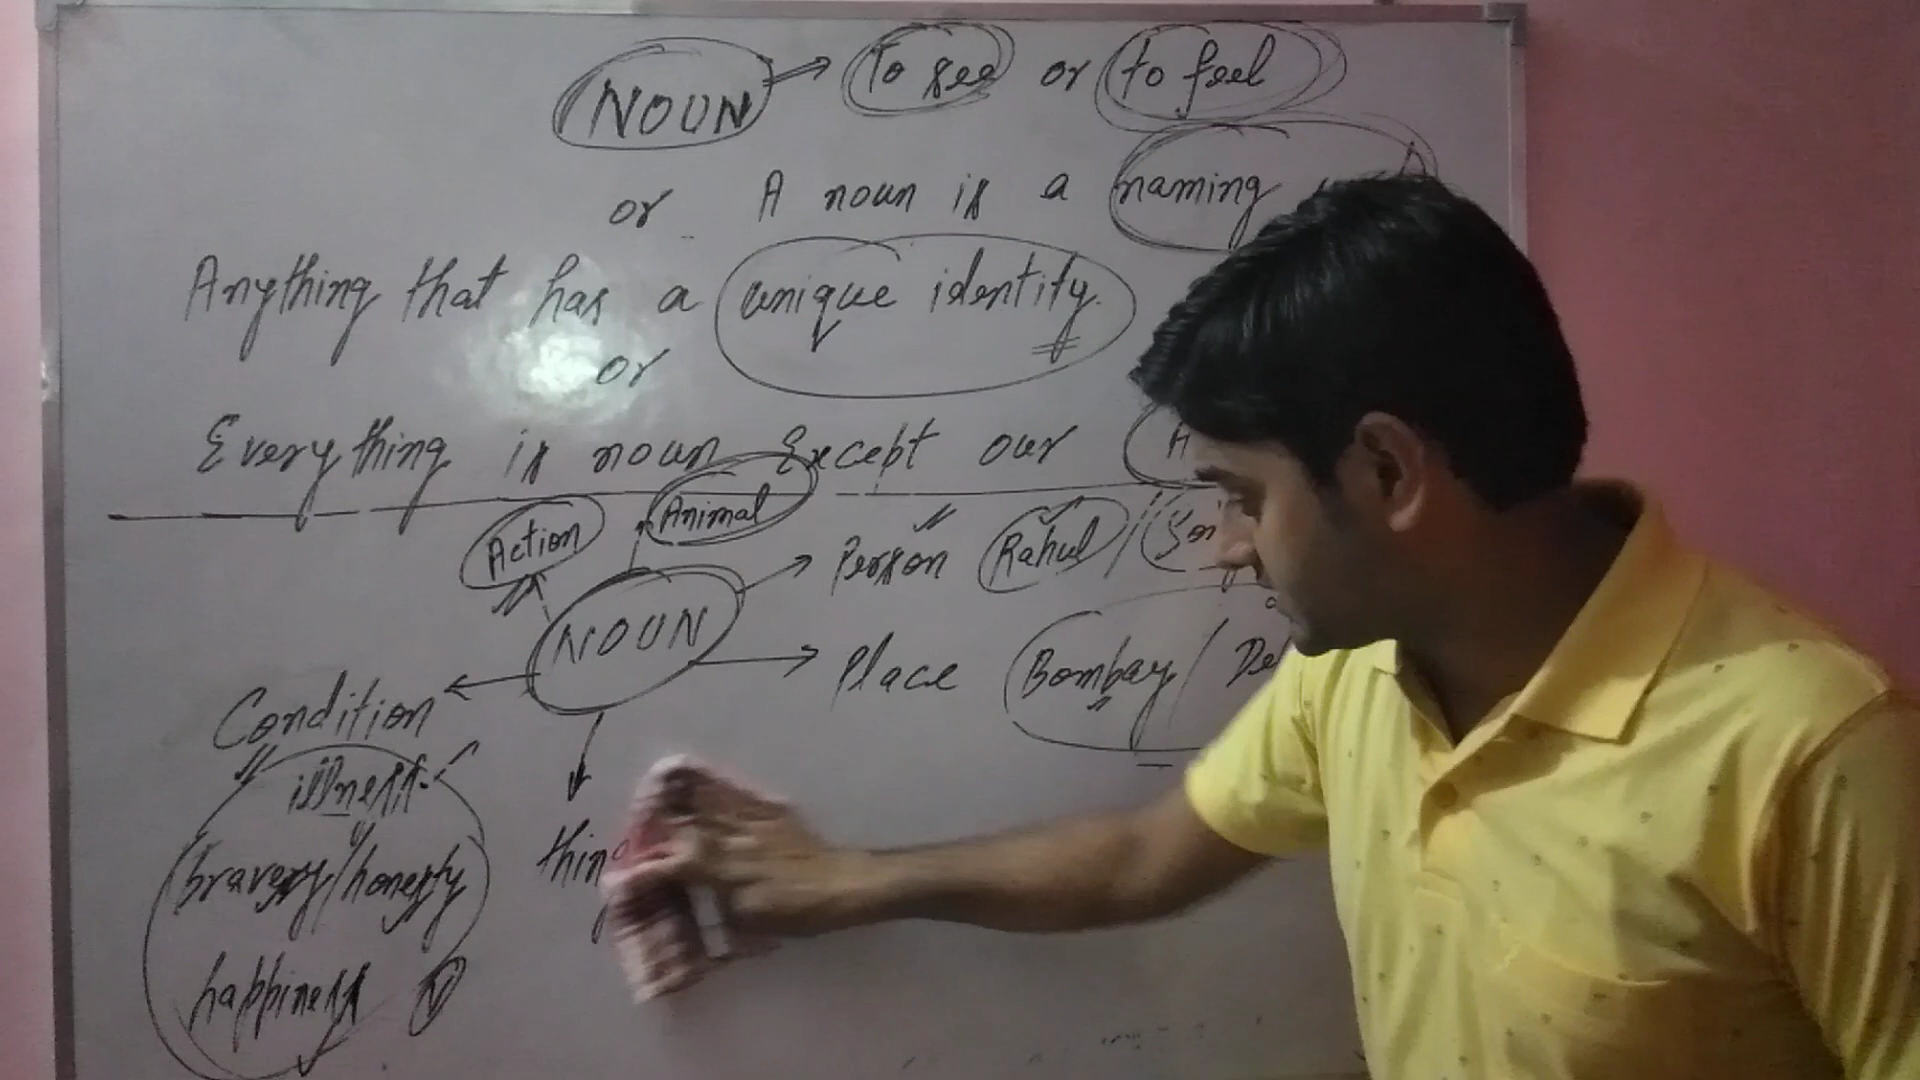 NOUN → To see or to feel
or A noun is a naming
Anything that has a unique identity.
or
Everything is noun Except our
Action Animal
Person Rahul /
NOUN
Place Bombay /
Condition
illness
thing
bravery/honesty
happiness N